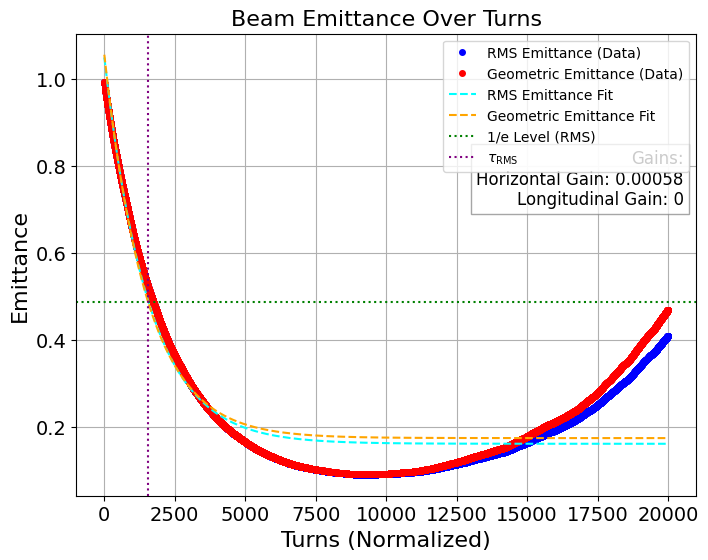 Beam Emittance Over Turns
RMS Emittance (Data)
Geometric Emittance (Data)
RMS Emittance Fit
Geometric Emittance Fit
1/e Level (RMS)
τRMS
Gains:
Horizontal Gain: 0.00058
Longitudinal Gain: 0
Emittance
1.0
0.8
0.6
0.4
0.2
0 2500 5000 7500 10000 12500 15000 17500 20000
Turns (Normalized)